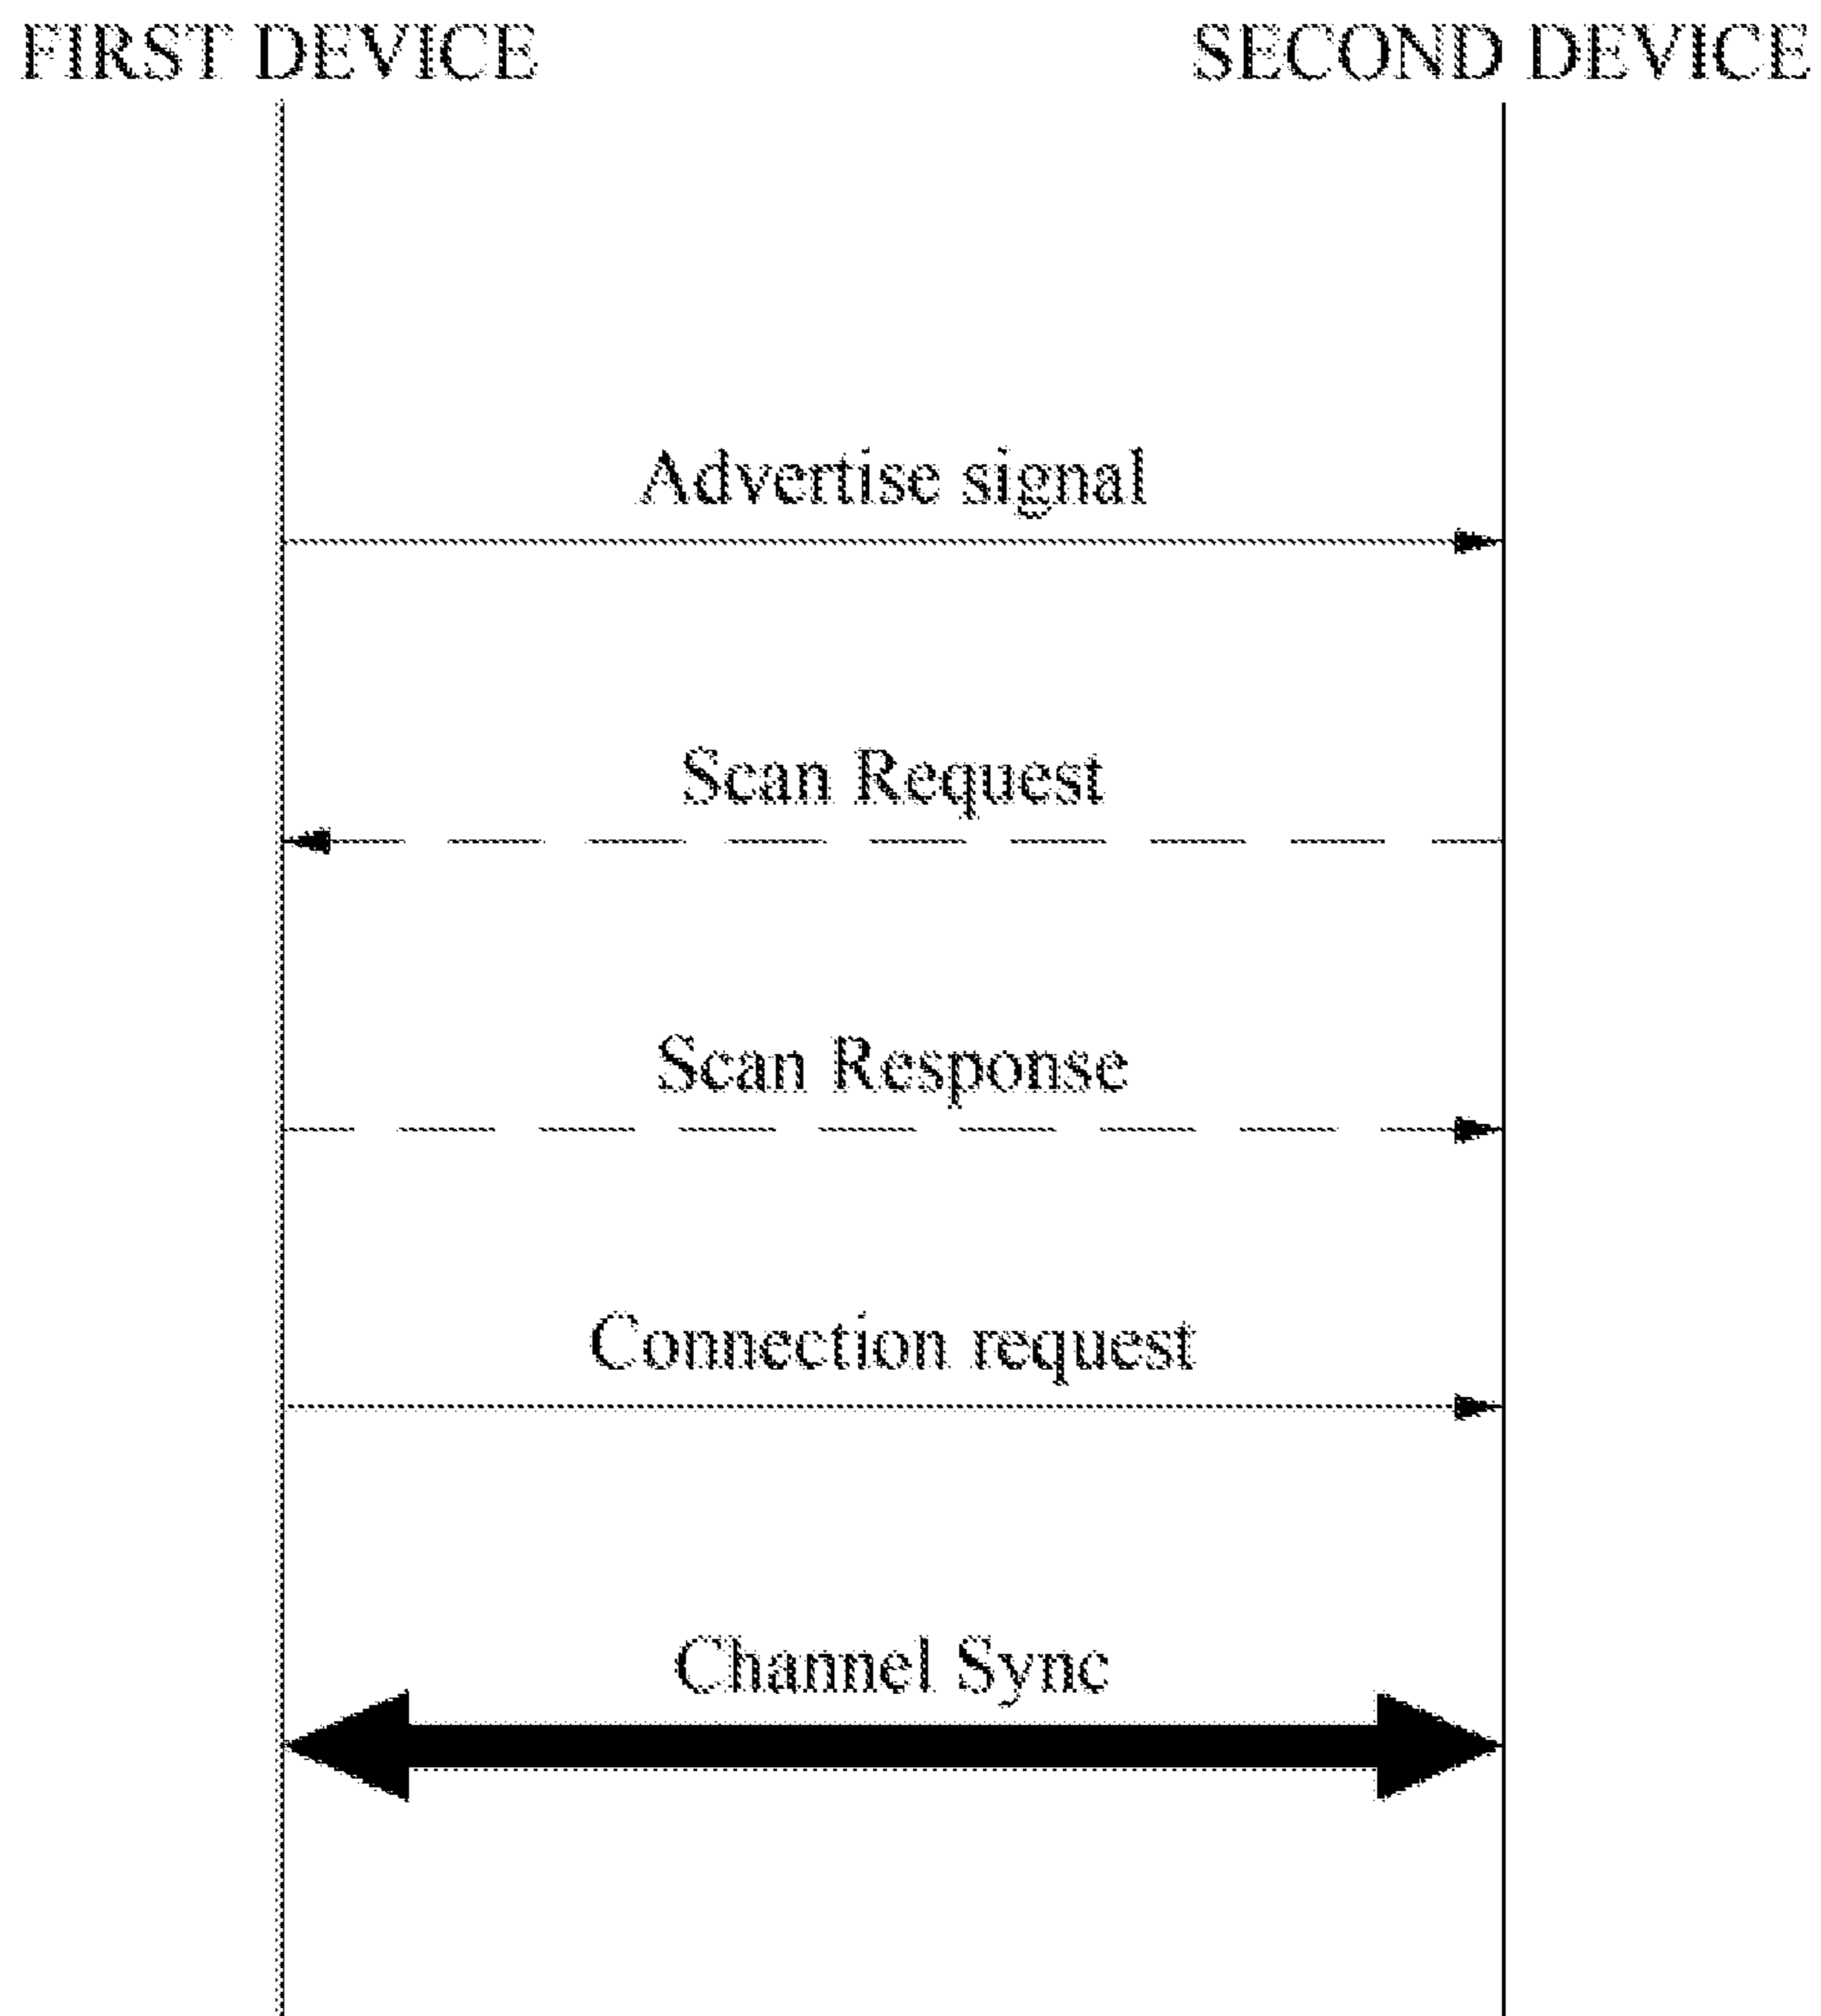 FIRST DEVICE
SECOND DEVICE
Advertise signal
Scan Request
Scan Response
Connection request
Channel Sync